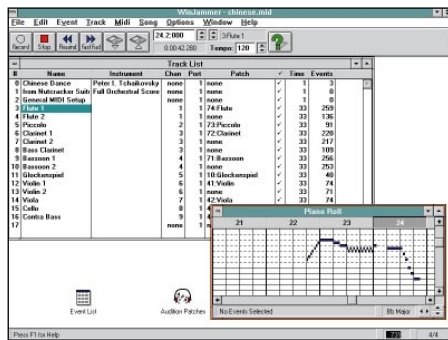 WinJammer - chinese.mid
File Edit Event Track Midi Song Options Window Help
Record Stop Rewind FastFwd
24.2:000 3:Flute 1
0:00:42.280 Tempo: 120
Track List
# Name Instrument Chan Port Patch ✓ Time Events
0 Chinese Dance Peter I. Tchaikovsky none 1 none ✓ 1 3
1 from Nutcracker Suite Full Orchestral Score none 1 none ✓ 1 0
2 General MIDI Setup none 1 none ✓ 1 0
3 Flute 1 1 1 74:Flute ✓ 33 259
4 Flute 2 1 1 none ✓ 33 136
5 Piccolo 2 1 73:Piccolo ✓ 33 91
6 Clarinet 1 3 1 72:Clarinet ✓ 33 220
7 Clarinet 2 3 1 none ✓ 33 217
8 Bass Clarinet 3 1 none ✓ 33 109
9 Bassoon 1 4 1 71:Bassoon ✓ 33 256
10 Bassoon 2 4 1 none ✓ 33 253
11 Glockenspiel 5 1 10:Glockenspiel ✓ 33 40
12 Violin 1 6 1 41:Violin ✓ 33 74
13 Violin 2 6 1 none ✓ 33 71
14 Viola 7 1 42:Viola ✓ 33 74
15 Cello 8 1
16 Contra Bass 9 1
17 none 1
Piano Roll
21 22 23 24
No Events Selected Bb Major
Event List Audition Patches
Press F1 for Help 4/4